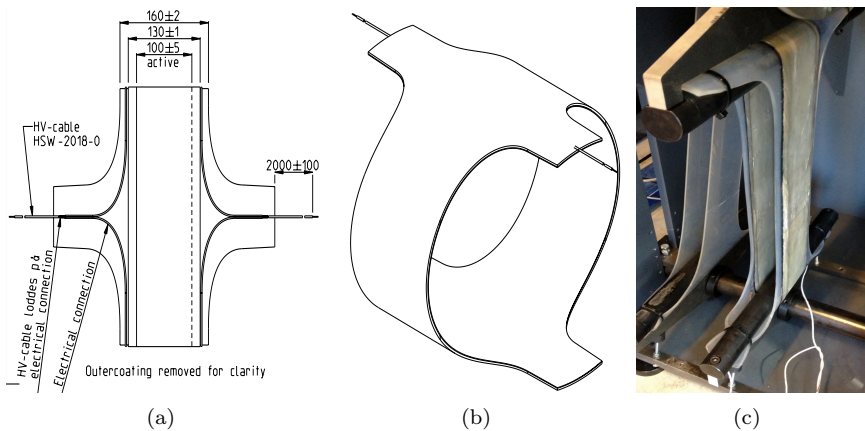 160±2
130±1
100±5
active
HV-cable
HSW-2018-0
2000±100
HV-cable loddes på
electrical connection
Electrical connection
Outercoating removed for clarity
(a)
(b)
(c)